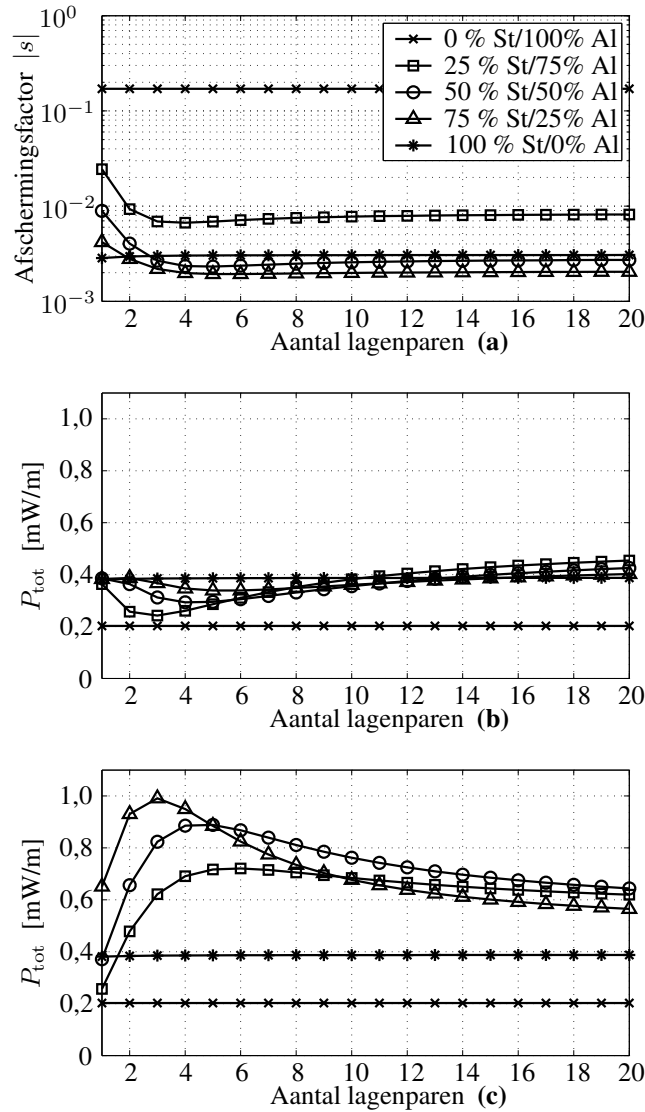 Afschermingsfactor |s|
10^0
10^−1
10^−2
10^−3
0 % St/100% Al
25 % St/75% Al
50 % St/50% Al
75 % St/25% Al
100 % St/0% Al
2 4 6 8 10 12 14 16 18 20
Aantal lagenparen (a)
P_tot [mW/m]
1,0
0,8
0,6
0,4
0,2
0
2 4 6 8 10 12 14 16 18 20
Aantal lagenparen (b)
P_tot [mW/m]
1.0
0.8
0.6
0.4
0.2
0
2 4 6 8 10 12 14 16 18 20
Aantal lagenparen (c)